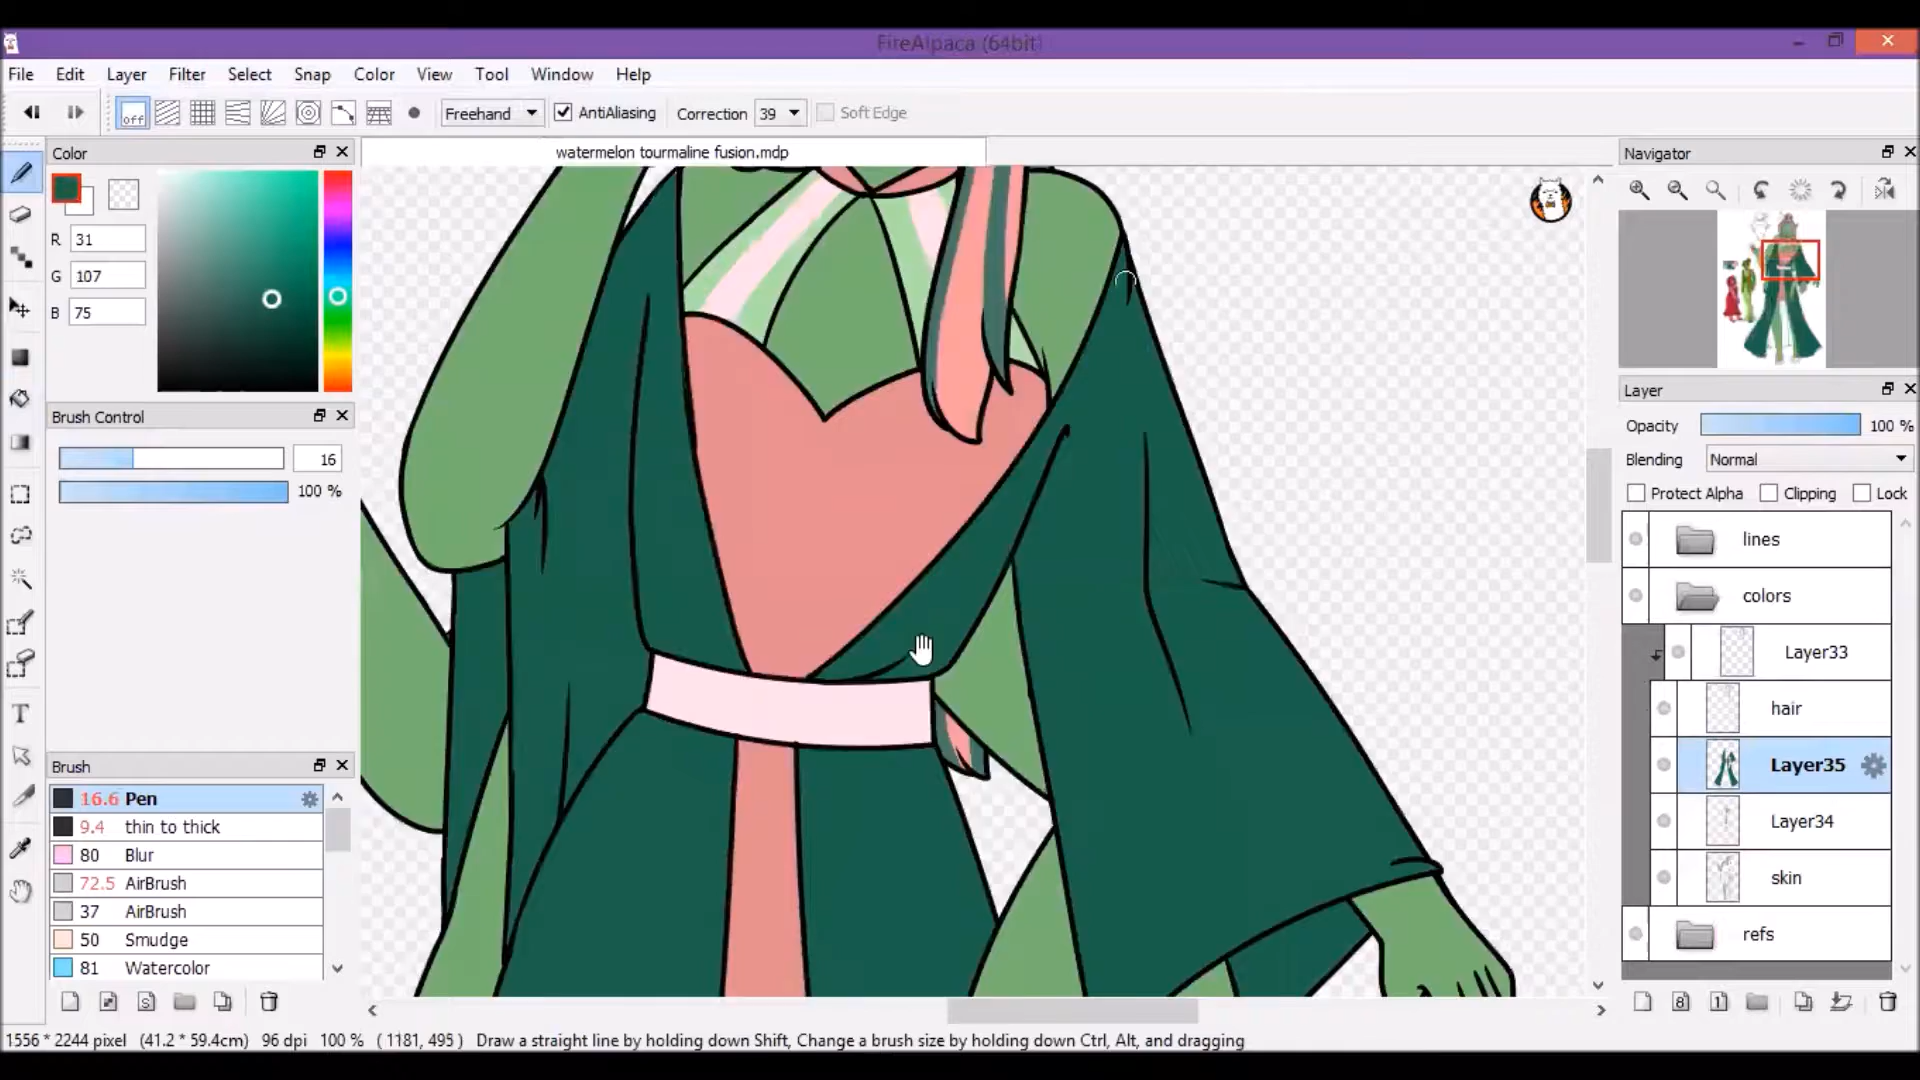 FireAlpaca (64bit)
File Edit Layer Filter Select Snap Color View Tool Window Help
off Freehand AntiAliasing Correction 39 Soft Edge
Color
R 31
G 107
B 75
Brush Control
16
100 %
Brush
16.6 Pen
9.4 thin to thick
80 Blur
72.5 AirBrush
37 AirBrush
50 Smudge
81 Watercolor
watermelon tourmaline fusion.mdp
Navigator
Layer
Opacity 100 %
Blending Normal
Protect Alpha Clipping Lock
lines
colors
Layer33
hair
Layer35
Layer34
skin
refs
1556 * 2244 pixel (41.2 * 59.4cm) 96 dpi 100 % ( 1181, 495 ) Draw a straight line by holding down Shift, Change a brush size by holding down Ctrl, Alt, and dragging